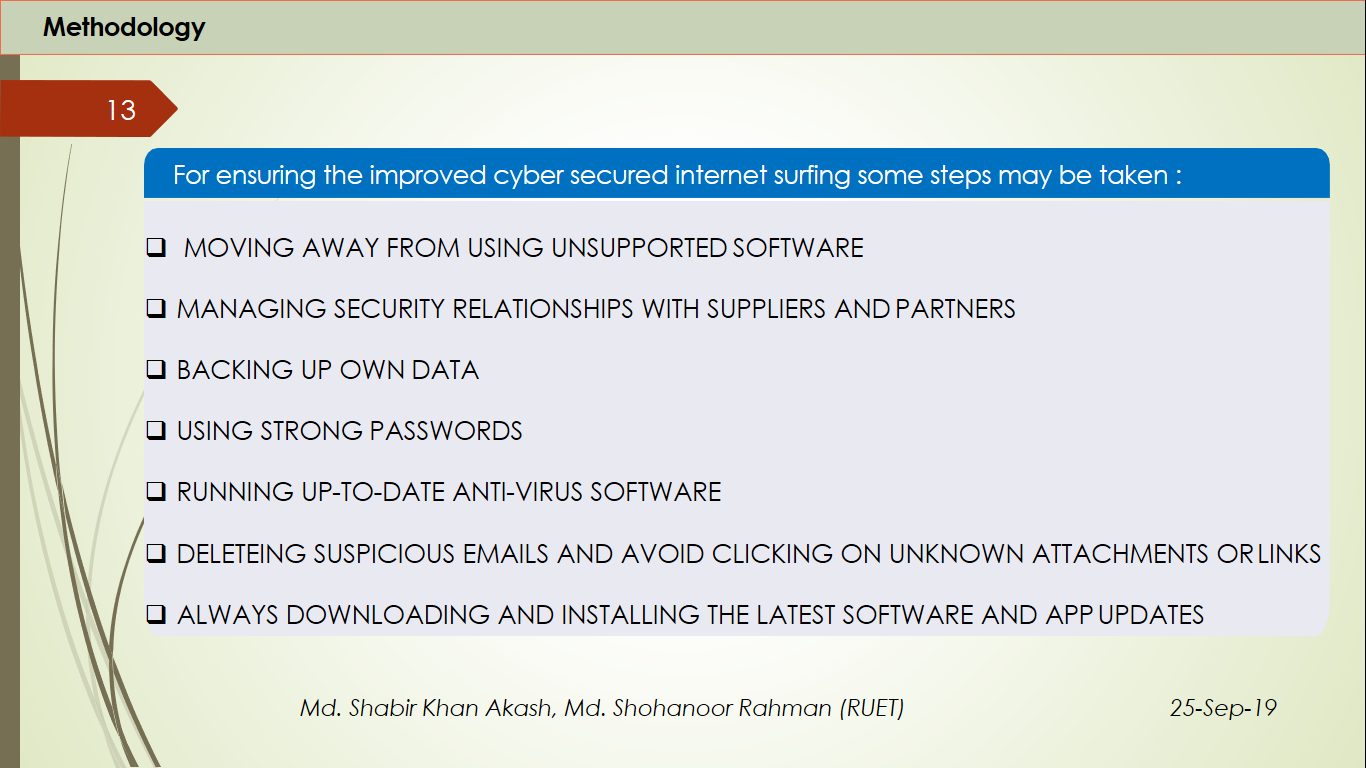 Methodology
13
For ensuring the improved cyber secured internet surfing some steps may be taken :
MOVING AWAY FROM USING UNSUPPORTED SOFTWARE
MANAGING SECURITY RELATIONSHIPS WITH SUPPLIERS AND PARTNERS
BACKING UP OWN DATA
USING STRONG PASSWORDS
RUNNING UP-TO-DATE ANTI-VIRUS SOFTWARE
DELETEING SUSPICIOUS EMAILS AND AVOID CLICKING ON UNKNOWN ATTACHMENTS OR LINKS
ALWAYS DOWNLOADING AND INSTALLING THE LATEST SOFTWARE AND APP UPDATES
Md. Shabir Khan Akash, Md. Shohanoor Rahman (RUET) 25-Sep-19